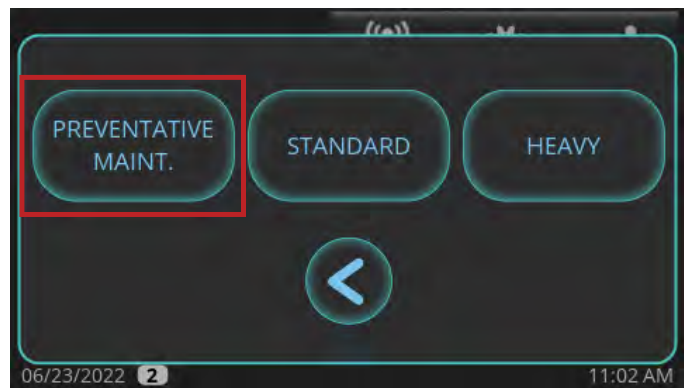 PREVENTATIVE
MAINT.
STANDARD
HEAVY
06/23/2022 2
11:02 AM